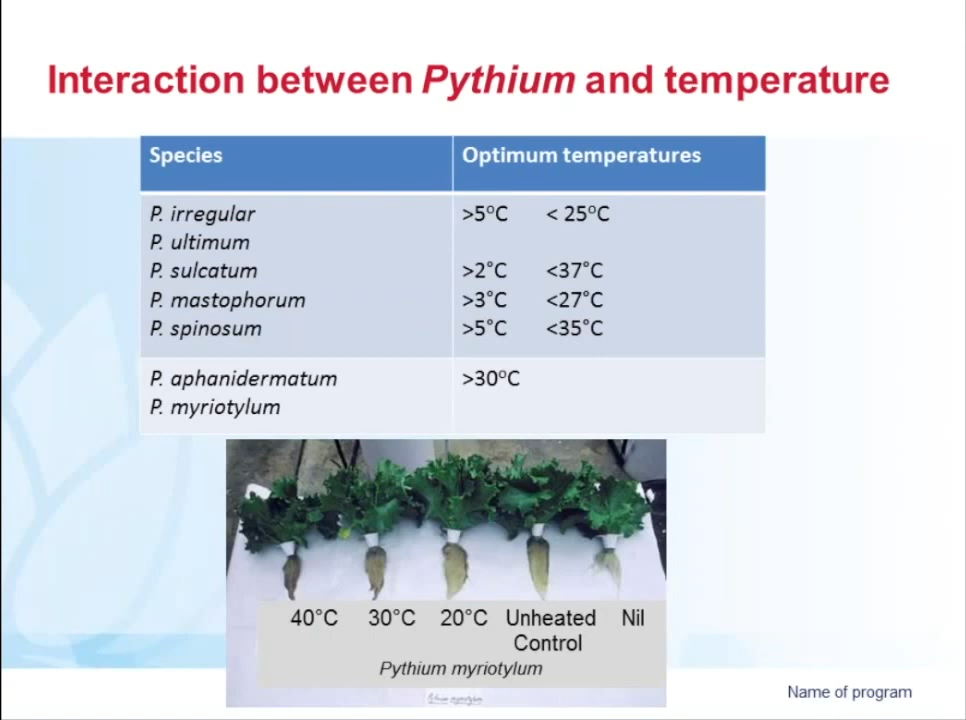 Interaction between Pythium and temperature
Species Optimum temperatures
P. irregular >5°C < 25°C
P. ultimum
P. sulcatum >2°C <37°C
P. mastophorum >3°C <27°C
P. spinosum >5°C <35°C
P. aphanidermatum >30°C
P. myriotylum
40°C 30°C 20°C Unheated Nil
Control
Pythium myriotylum
Name of program